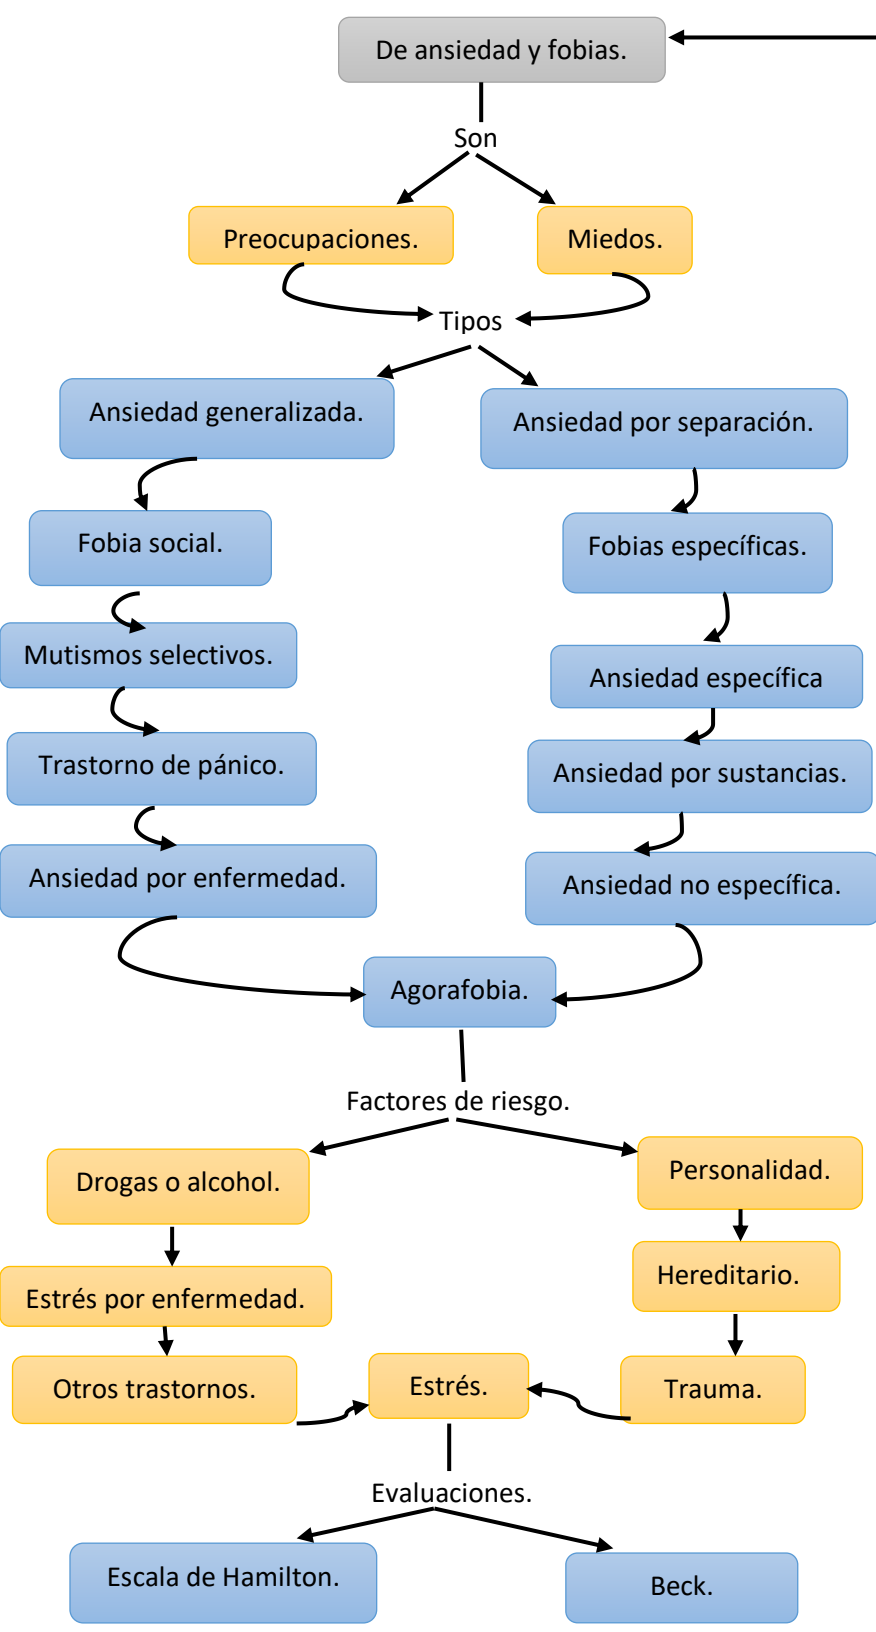 De ansiedad y fobias.
Son
Preocupaciones.
Miedos.
Tipos
Ansiedad generalizada.
Ansiedad por separación.
Fobia social.
Fobias específicas.
Mutismos selectivos.
Ansiedad específica
Trastorno de pánico.
Ansiedad por sustancias.
Ansiedad por enfermedad.
Ansiedad no específica.
Agorafobia.
Factores de riesgo.
Drogas o alcohol.
Personalidad.
Estrés por enfermedad.
Hereditario.
Otros trastornos.
Estrés.
Trauma.
Evaluaciones.
Escala de Hamilton.
Beck.